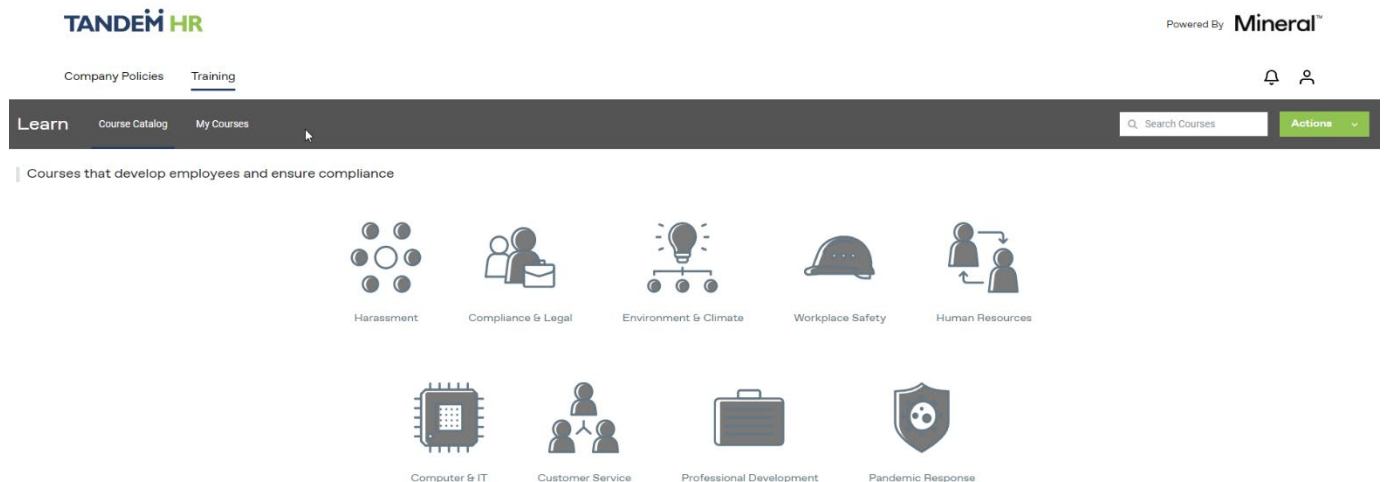 TANDEM HR
Powered By Mineral™
Company Policies Training
Learn Course Catalog My Courses Search Courses Actions
Courses that develop employees and ensure compliance
Harassment Compliance & Legal Environment & Climate Workplace Safety Human Resources
Computer & IT Customer Service Professional Development Pandemic Response